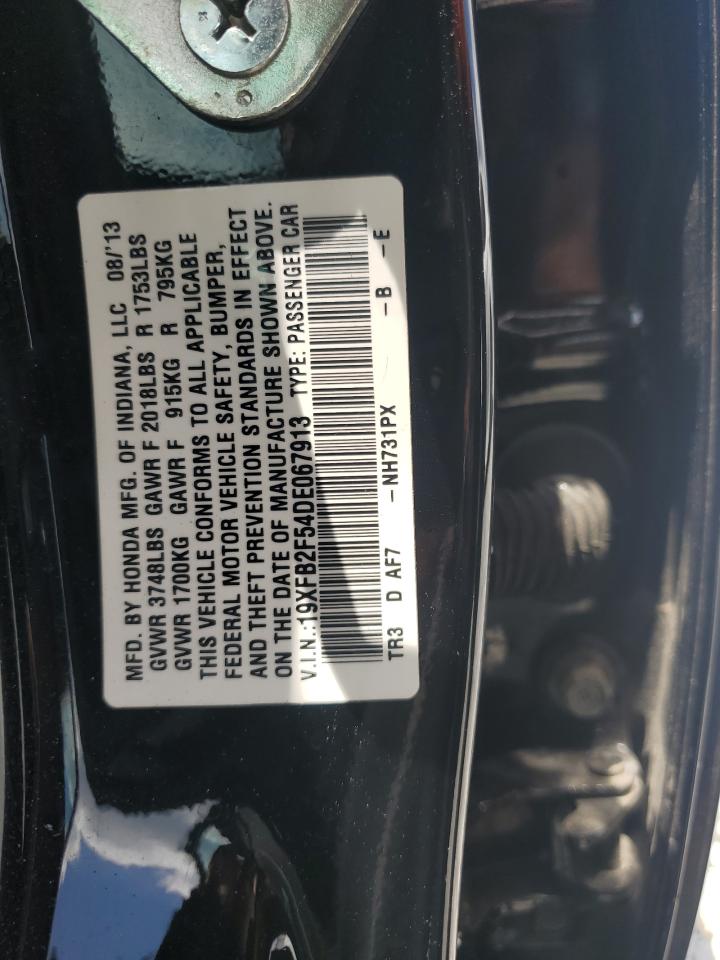 MFD. BY HONDA MFG. OF INDIANA, LLC 08/'13
GVWR 3748LBS GAWR F 2018LBS R 1753LBS
GVWR 1700KG GAWR F 915KG R 795KG
THIS VEHICLE CONFORMS TO ALL APPLICABLE
FEDERAL MOTOR VEHICLE SAFETY, BUMPER,
AND THEFT PREVENTION STANDARDS IN EFFECT
ON THE DATE OF MANUFACTURE SHOWN ABOVE.
V.I.N.:19XFB2F54DE067913 TYPE: PASSENGER CAR
TR3 D AF7 -NH731PX -B -E